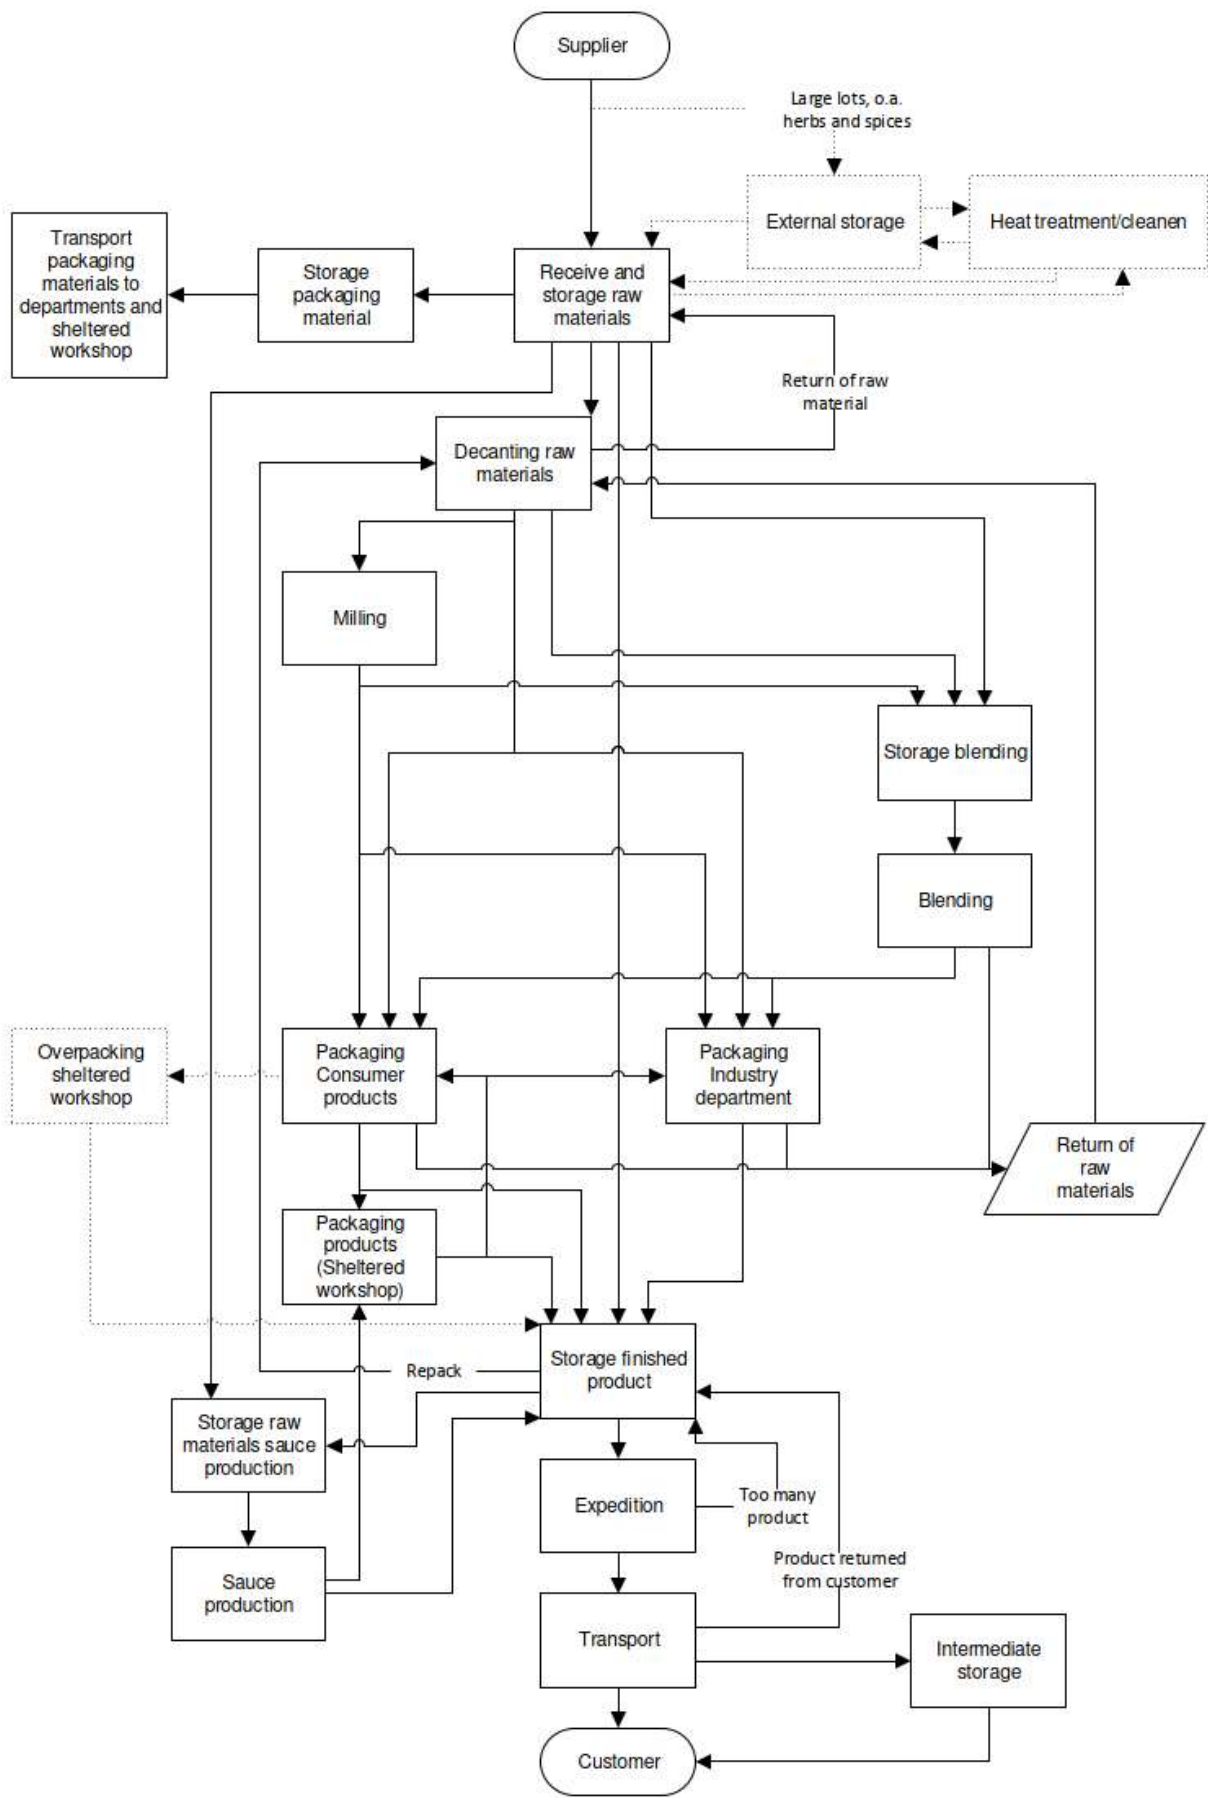 Supplier
Large lots, o.a.
herbs and spices
External storage
Heat treatment/cleanen
Transport
packaging
materials to
departments and
sheltered
workshop
Storage
packaging
material
Receive and
storage raw
materials
Return of raw
material
Decanting raw
materials
Milling
Storage blending
Blending
Overpacking
sheltered
workshop
Packaging
Consumer
products
Packaging
Industry
department
Return of
raw
materials
Packaging
products
(Sheltered
workshop)
Storage finished
product
Repack
Storage raw
materials sauce
production
Expedition
Too many
product
Product returned
from customer
Sauce
production
Transport
Intermediate
storage
Customer